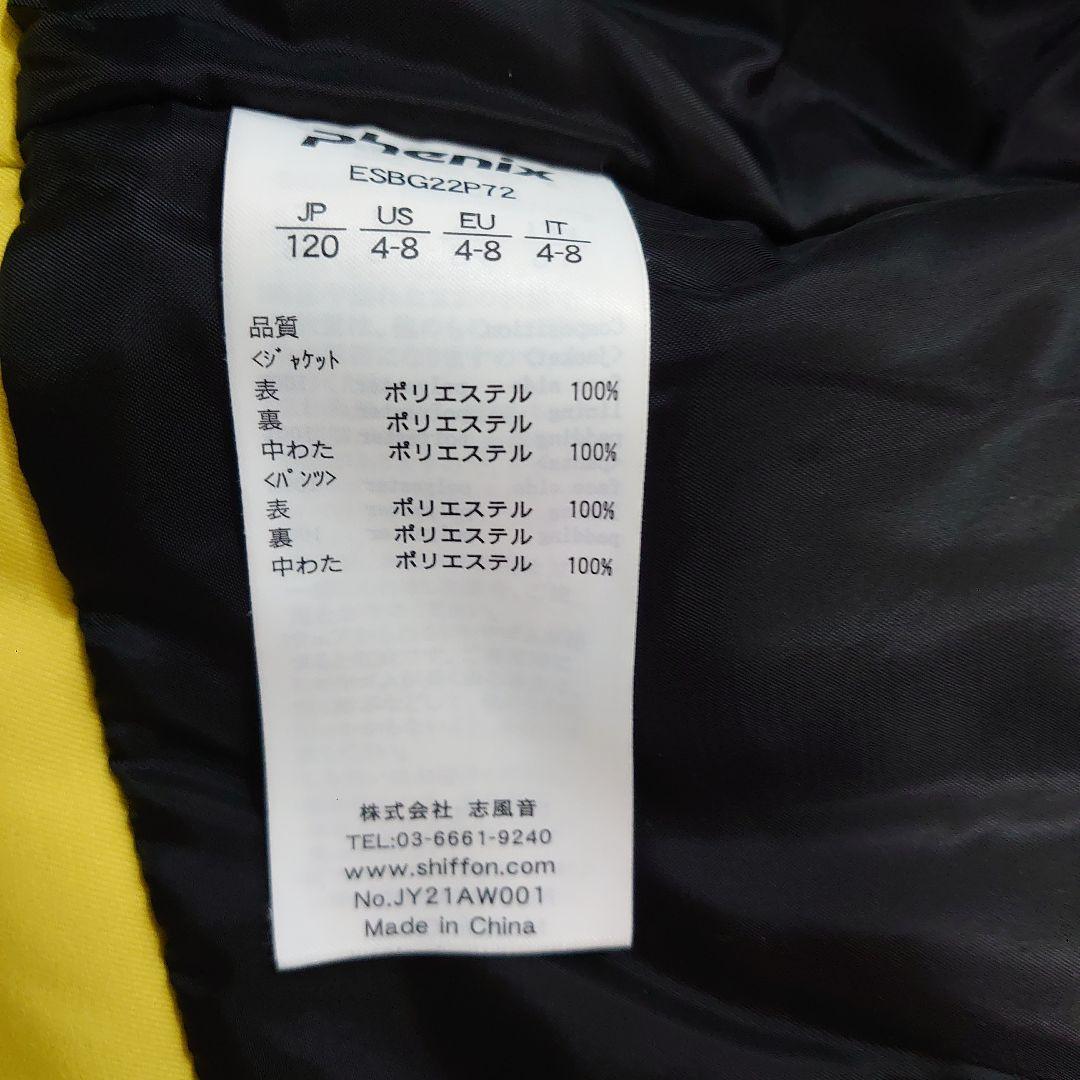 phenix
ESBG22P72
JP US EU IT
120 4-8 4-8 4-8
品質
<ｼﾞｬｹｯﾄ
表 ポリエステル 100%
裏 ポリエステル
中わた ポリエステル 100%
<ﾊﾟﾝﾂ>
表 ポリエステル 100%
裏 ポリエステル
中わた ポリエステル 100%
株式会社 志風音
TEL:03-6661-9240
www.shiffon.com
No.JY21AW001
Made in China